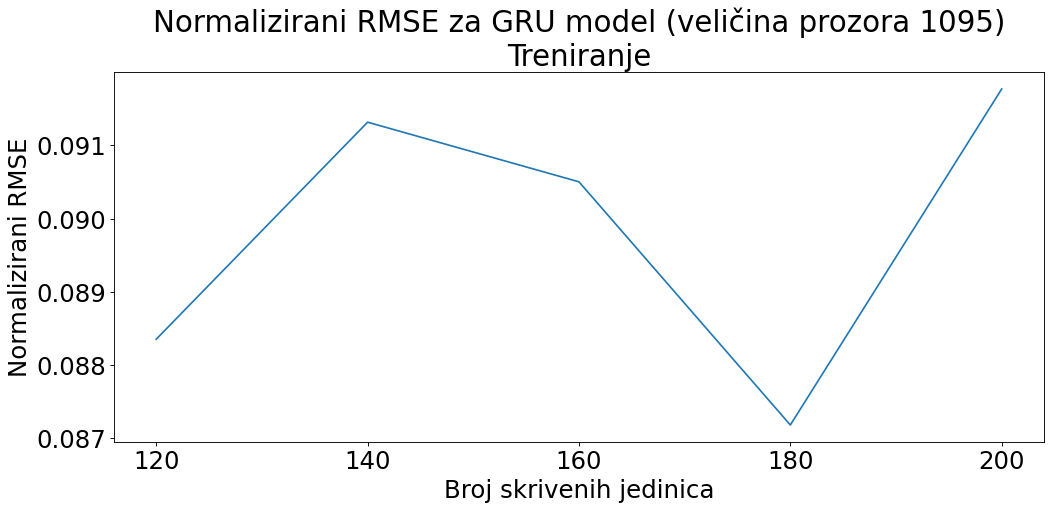 Normalizirani RMSE za GRU model (veličina prozora 1095)
Treniranje
Normalizirani RMSE
0.091
0.090
0.089
0.088
0.087
120 140 160 180 200
Broj skrivenih jedinica